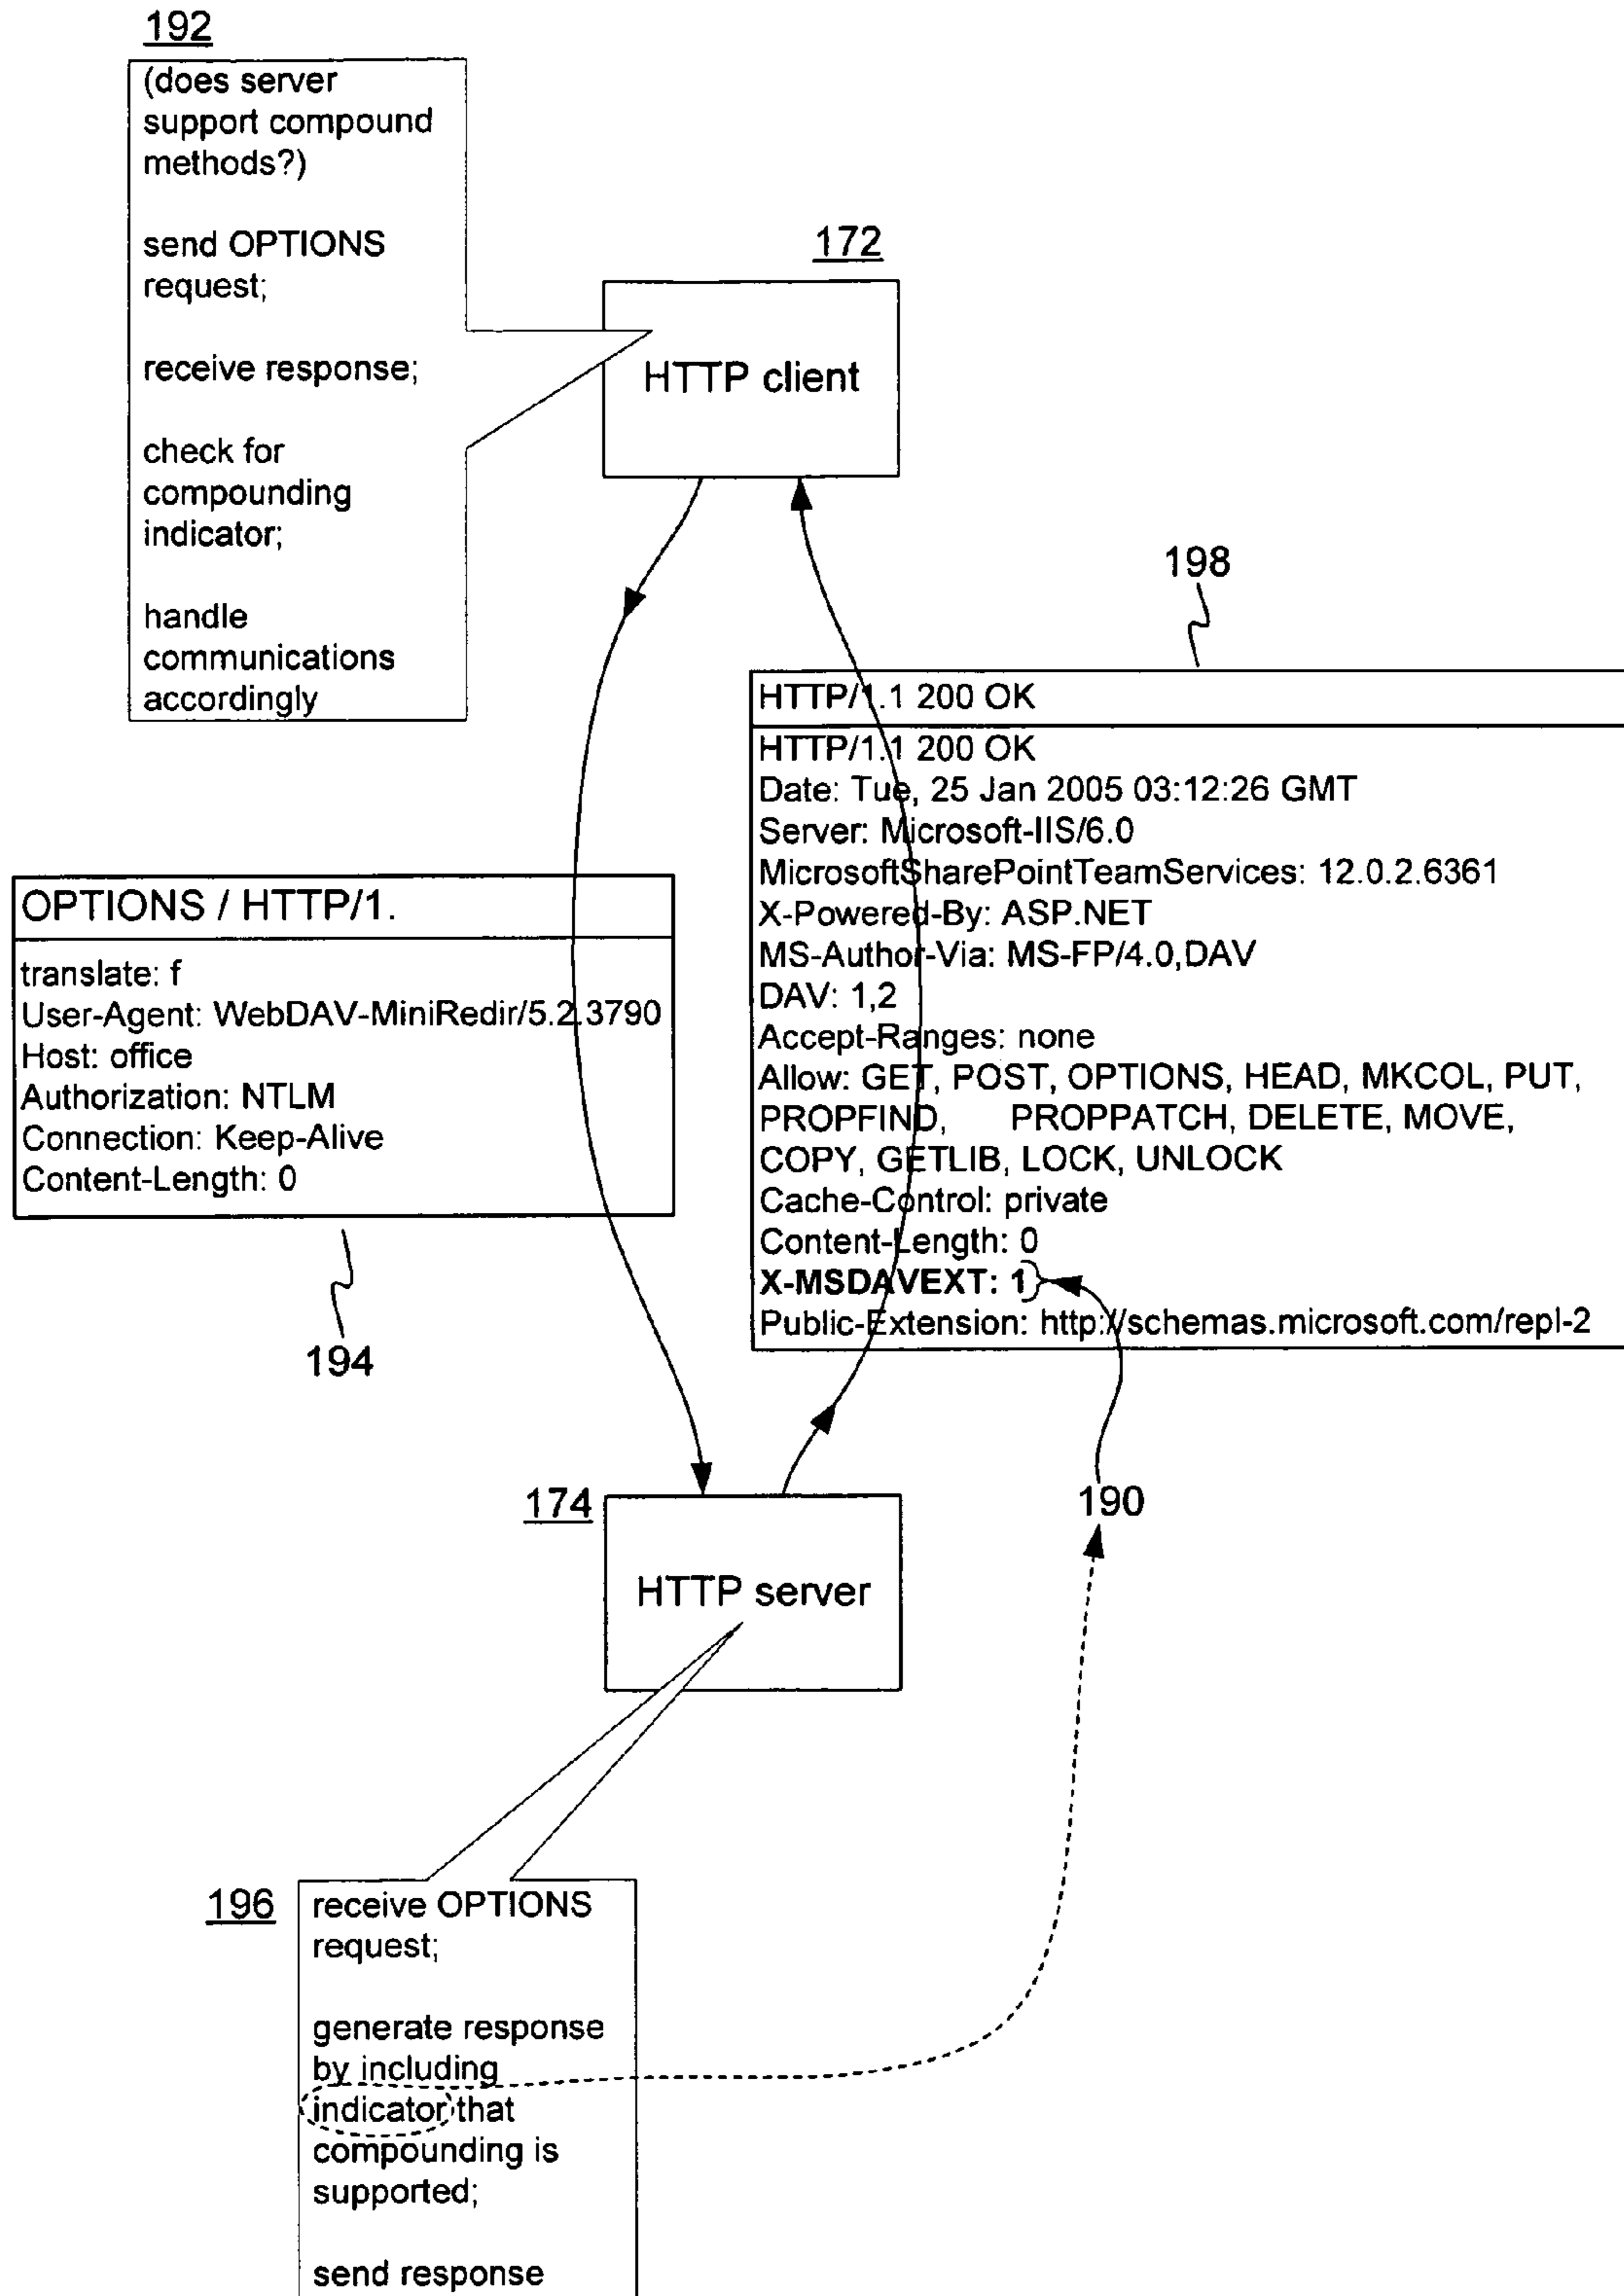 192
(does server
support compound
methods?)
send OPTIONS
request;
receive response;
check for
compounding
indicator;
handle
communications
accordingly
172
HTTP client
198
HTTP/1.1 200 OK
HTTP/1.1 200 OK
Date: Tue, 25 Jan 2005 03:12:26 GMT
Server: Microsoft-IIS/6.0
MicrosoftSharePointTeamServices: 12.0.2.6361
X-Powered-By: ASP.NET
MS-Author-Via: MS-FP/4.0,DAV
DAV: 1,2
Accept-Ranges: none
Allow: GET, POST, OPTIONS, HEAD, MKCOL, PUT,
PROPFIND, PROPPATCH, DELETE, MOVE,
COPY, GETLIB, LOCK, UNLOCK
Cache-Control: private
Content-Length: 0
X-MSDAVEXT: 1
Public-Extension: http://schemas.microsoft.com/repl-2
OPTIONS / HTTP/1.
translate: f
User-Agent: WebDAV-MiniRedir/5.2.3790
Host: office
Authorization: NTLM
Connection: Keep-Alive
Content-Length: 0
194
190
174
HTTP server
196
receive OPTIONS
request;
generate response
by including
indicator that
compounding is
supported;
send response